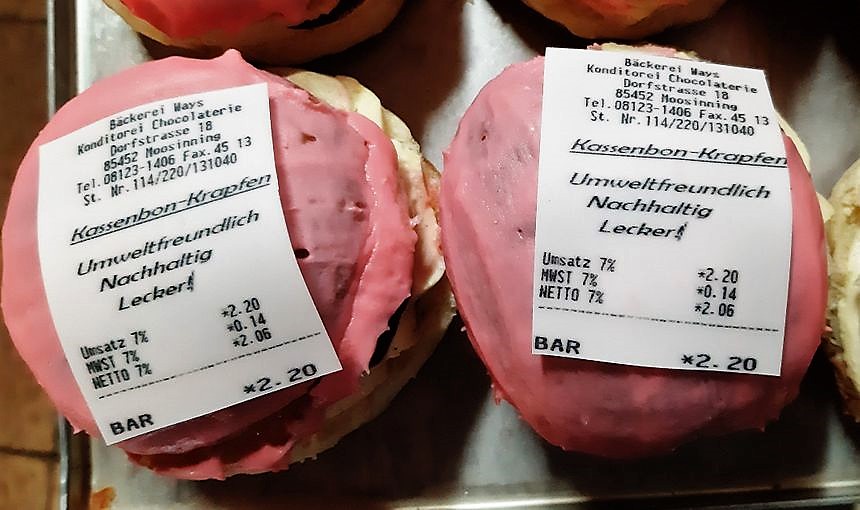 Bäckerei Ways
Konditorei Chocolaterie
Dorfstrasse 18
85452 Moosinning
Tel.08123-1406 Fax.45 13
St. Nr.114/220/131040
Kassenbon-Krapfen
Umweltfreundlich
Nachhaltig
Lecker!
Umsatz 7% *2.20
MWST 7% *0.14
NETTO 7% *2.06
BAR *2.20
Bäckerei Ways
Konditorei Chocolaterie
Dorfstrasse 18
85452 Moosinning
Tel.08123-1406 Fax.45 13
St. Nr.114/220/131040
Kassenbon-Krapfen
Umweltfreundlich
Nachhaltig
Lecker!
Umsatz 7% *2.20
MWST 7% *0.14
NETTO 7% *2.06
BAR *2.20